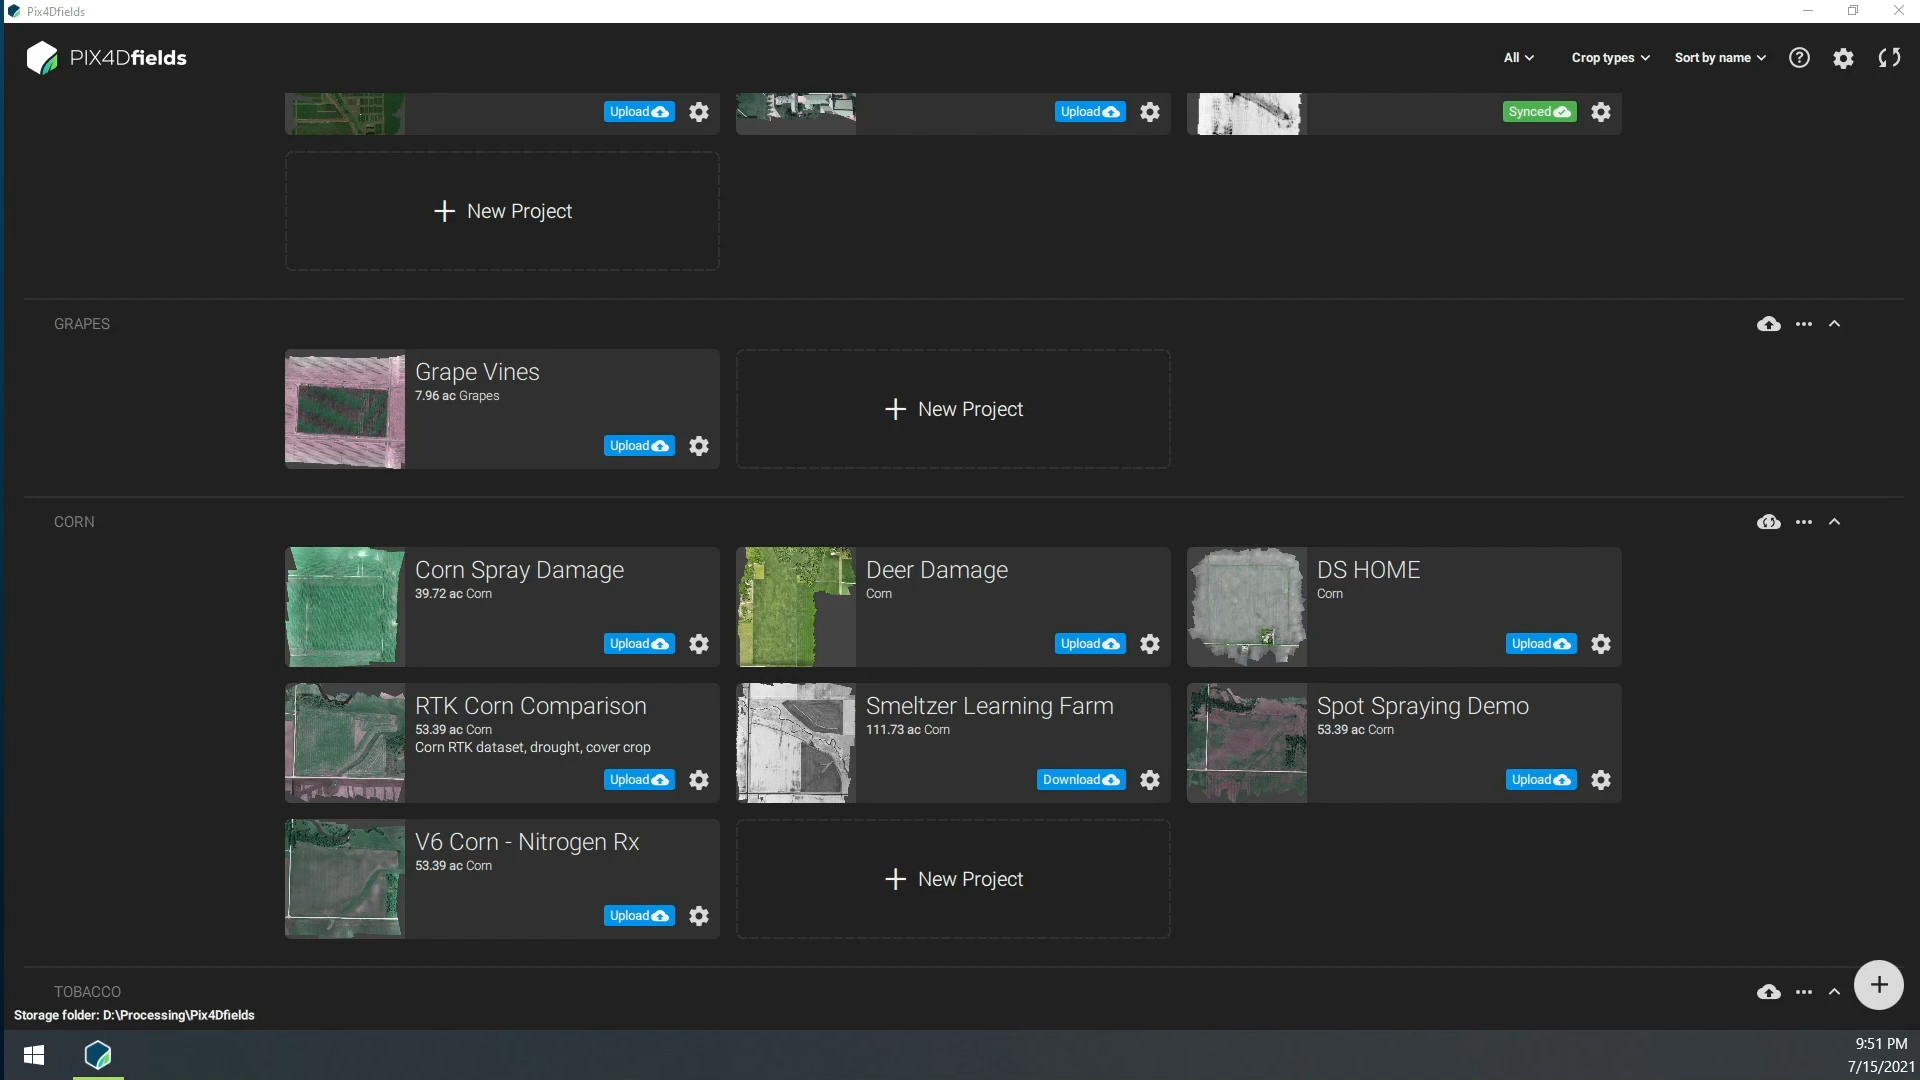 Pix4Dfields
PIX4Dfields
All
Crop types
Sort by name
Upload
Upload
Synced
New Project
GRAPES
Grape Vines
7.96 ac Grapes
Upload
New Project
CORN
Corn Spray Damage
39.72 ac Corn
Upload
Deer Damage
Corn
Upload
DS HOME
Corn
Upload
RTK Corn Comparison
53.39 ac Corn
Corn RTK dataset, drought, cover crop
Upload
Smeltzer Learning Farm
111.73 ac Corn
Download
Spot Spraying Demo
53.39 ac Corn
Upload
V6 Corn - Nitrogen Rx
53.39 ac Corn
Upload
New Project
TOBACCO
Storage folder: D:\Processing\Pix4Dfields
9:51 PM
7/15/2021